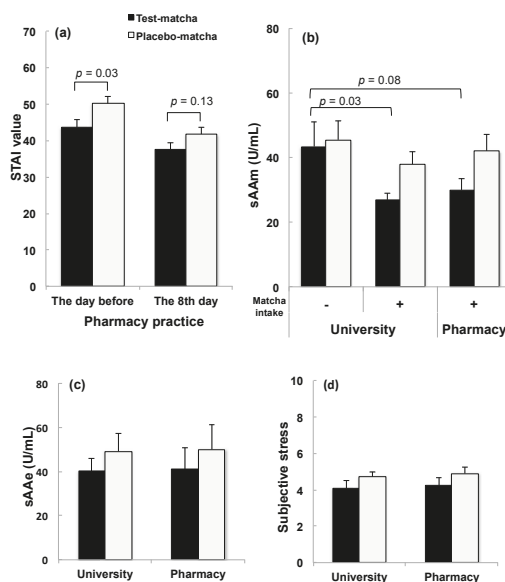 (a)
Test-matcha
Placebo-matcha
p = 0.03
p = 0.13
STAI value
70
60
50
40
30
20
10
0
The day before
The 8th day
Pharmacy practice
(b)
p = 0.08
p = 0.03
sAAm (U/mL)
80
60
40
20
0
Matcha
intake
-
+
+
University
Pharmacy
(c)
sAAe (U/mL)
80
60
40
20
0
University
Pharmacy
(d)
Subjective stress
10
8
6
4
2
0
University
Pharmacy